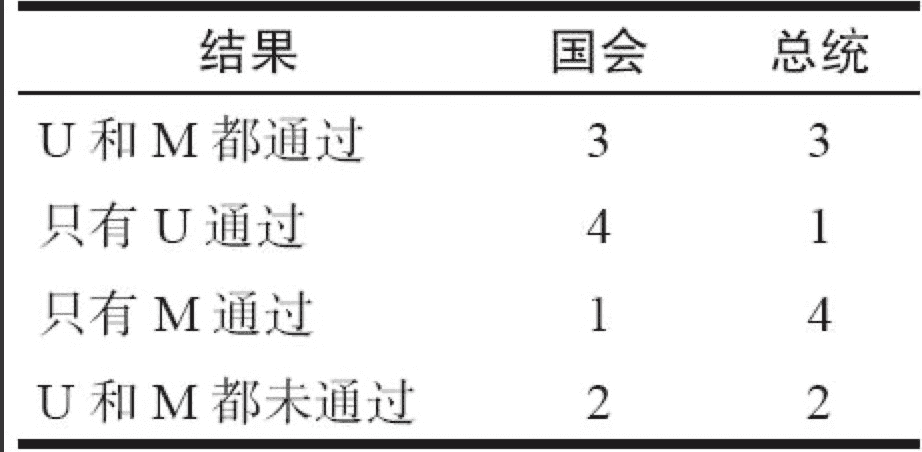 结果 国会 总统
U 和 M 都通过 3 3
只有 U 通过 4 1
只有 M 通过 1 4
U 和 M 都未通过 2 2